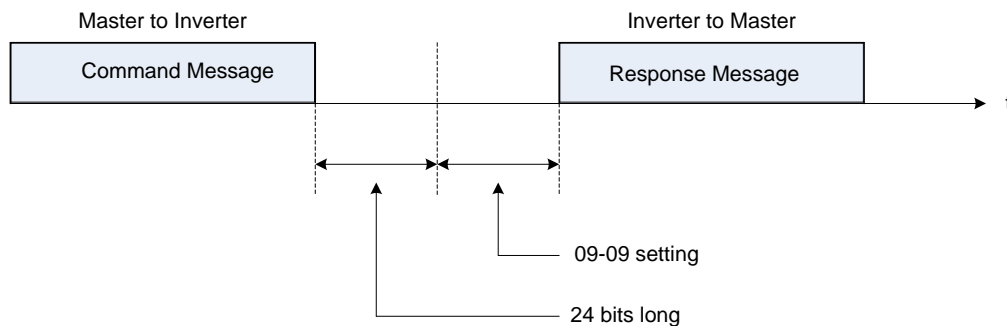 Master to Inverter
Inverter to Master
Command Message
Response Message
t
09-09 setting
24 bits long